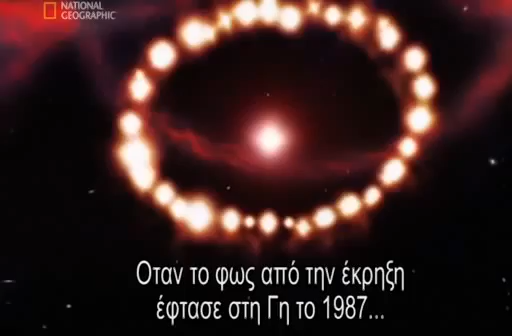 NATIONAL
GEOGRAPHIC
Οταν το φως από την έκρηξη
έφτασε στη Γη το 1987...